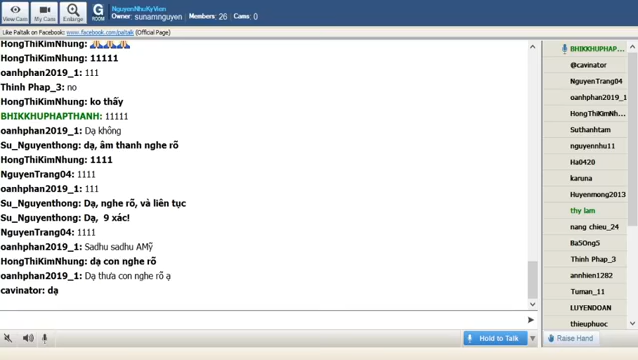 View Cam
My Cam
Enlarge
G
ROOM
NguyenNhuKyVien
Owner: sunamnguyen | Members: 26 | Cams: 0
Like Paltalk on Facebook: www.facebook.com/paltalk (Official Page)
HongThiKimNhung: 🙏🙏🙏
HongThiKimNhung: 11111
oanhphan2019_1: 111
Thinh Phap_3: no
HongThiKimNhung: ko thấy
BHIKKHUPHAPTHANH: 11111
oanhphan2019_1: Dạ không
Su_Nguyenthong: dạ, âm thanh nghe rõ
HongThiKimNhung: 1111
NguyenTrang04: 1111
oanhphan2019_1: 111
Su_Nguyenthong: Dạ, nghe rõ, và liên tục
Su_Nguyenthong: Dạ, 9 xác!
NguyenTrang04: 1111
oanhphan2019_1: Sadhu sadhu AMỹ
HongThiKimNhung: dạ con nghe rõ
oanhphan2019_1: Dạ thưa con nghe rõ ạ
cavinator: dạ
Hold to Talk
BHIKKHUPHAP...
@cavinator
NguyenTrang04
oanhphan2019_1
HongThiKimNh...
Suthanhtam
nguyennhu11
Ha0420
karuna
Huyenmong2013
thy lam
nang chieu_24
Ba5Ong5
Thinh Phap_3
annhien1282
Tuman_11
LUYENDOAN
thieuphuoc
Raise Hand